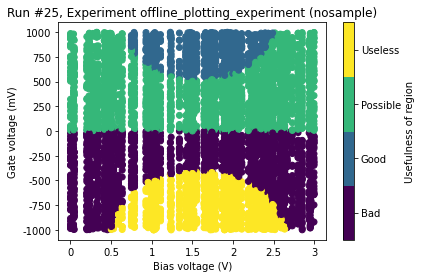 Run #25, Experiment offline_plotting_experiment (nosample)
1000
750
500
250
0
-250
-500
-750
-1000
Gate voltage (mV)
0
0.5
1
1.5
2
2.5
3
Bias voltage (V)
Useless
Possible
Good
Bad
Usefulness of region